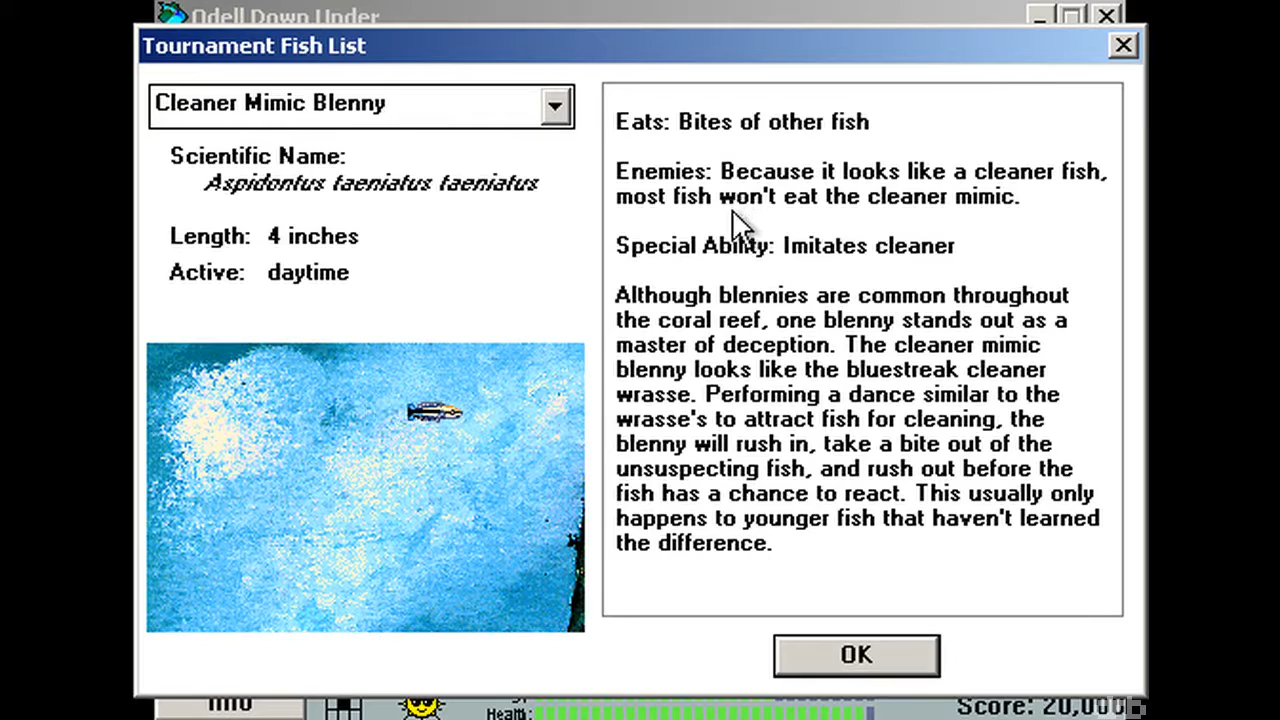 Odell Down Under
Tournament Fish List
Cleaner Mimic Blenny
Scientific Name:
Aspidontus taeniatus taeniatus
Length: 4 inches
Active: daytime
Eats: Bites of other fish
Enemies: Because it looks like a cleaner fish,
most fish won't eat the cleaner mimic.
Special Ability: Imitates cleaner
Although blennies are common throughout
the coral reef, one blenny stands out as a
master of deception. The cleaner mimic
blenny looks like the bluestreak cleaner
wrasse. Performing a dance similar to the
wrasse's to attract fish for cleaning, the
blenny will rush in, take a bite out of the
unsuspecting fish, and rush out before the
fish has a chance to react. This usually only
happens to younger fish that haven't learned
the difference.
OK
Info
Health:
Score: 20,000